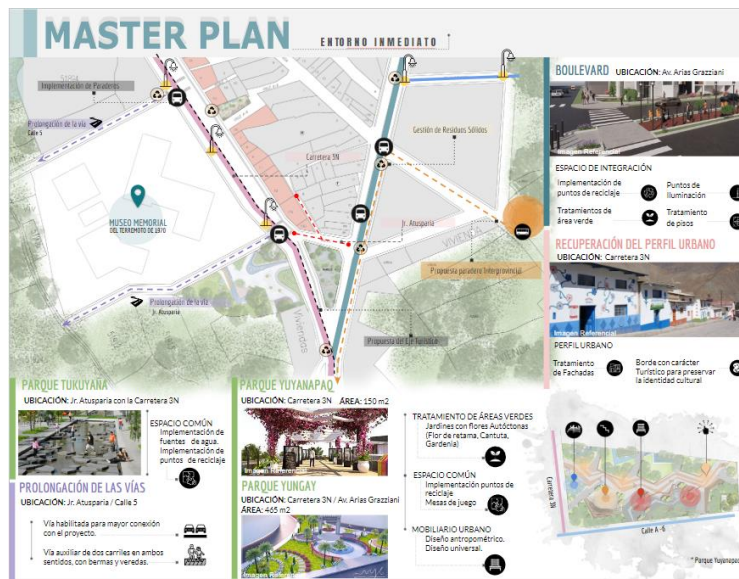 MASTER PLAN
ENTORNO INMEDIATO
Implementación de Paraderos
Prolongación de la vía
Calle 5
Gestión de Residuos Sólidos
Carretera 3N
MUSEO MEMORIAL
DEL TERREMOTO DE 1970
Jr. Atusparia
VIVIENDAS
Propuesta paradero Interprovincial
Prolongación de la vía
Jr. Atusparia
Viviendas
BOULEVARD UBICACIÓN: Av. Arias Grazziani
Imagen Referencial
ESPACIO DE INTEGRACIÓN
Implementación de
puntos de reciclaje
Puntos de
Iluminación
Tratamientos de
área verde
Tratamiento
de pisos
RECUPERACIÓN DEL PERFIL URBANO
UBICACIÓN: Carretera 3N
Imagen Referencial
PERFIL URBANO
Tratamiento
de Fachadas
Borde con carácter
Turístico para preservar
la identidad cultural
PARQUE TUKUYANA
UBICACIÓN: Jr. Atusparia con la Carretera 3N
ESPACIO COMÚN
Implementación de
fuentes de agua.
Implementación de
puntos de reciclaje
PROLONGACIÓN DE LAS VÍAS
UBICACIÓN: Jr. Atusparia / Calle 5
Vía habilitada para mayor conexión
con el proyecto.
Vía auxiliar de dos carriles en ambos
sentidos, con bermas y veredas.
PARQUE YUYANAPAQ
UBICACIÓN: Carretera 3N ÁREA: 150 m2
Imagen Referencial
PARQUE YUNGAY
UBICACIÓN: Carretera 3N / Av. Arias Grazziani
ÁREA: 465 m2
Imagen Referencial
TRATAMIENTO DE ÁREAS VERDES
Jardines con flores Autóctonas
(Flor de retama, Cantuta,
Gardenia)
ESPACIO COMÚN
Implementación puntos de
reciclaje
Mesas de juego
MOBILIARIO URBANO
Diseño antropométrico.
Diseño universal.
Carretera 3N
Calle A -6
* Parque Yuyanapaq